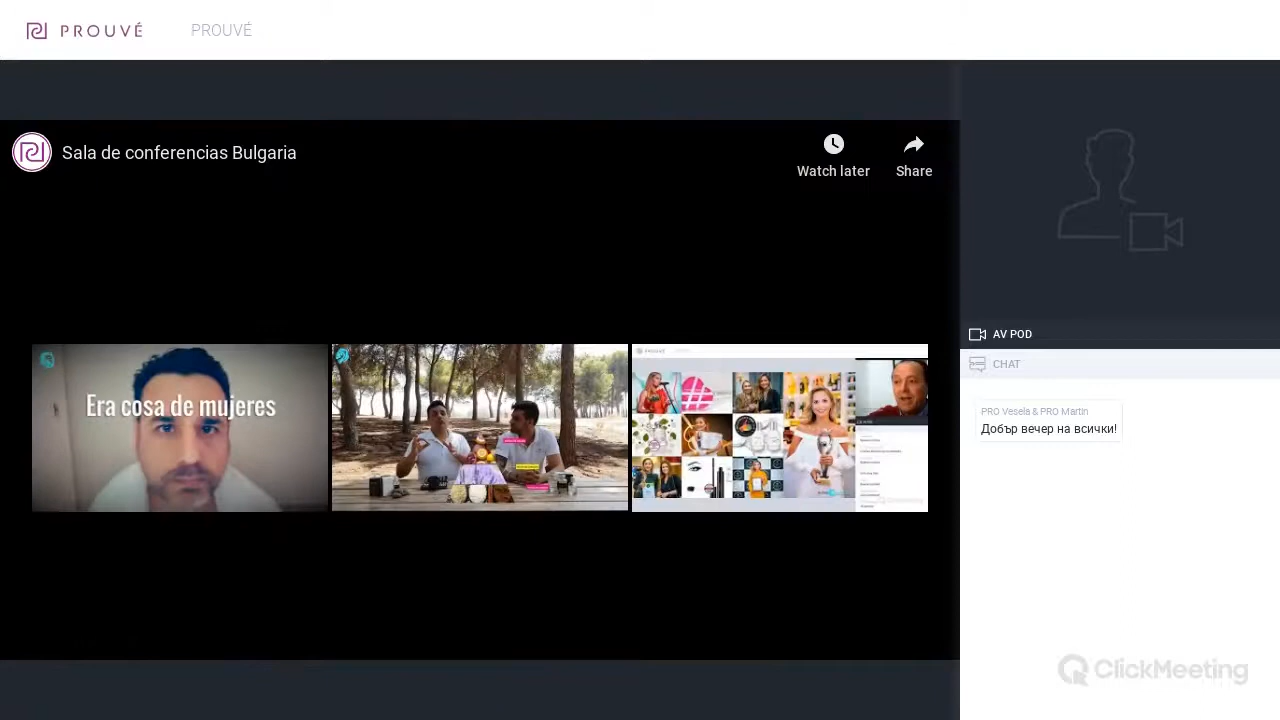 PROUVÉ
PROUVÉ
Sala de conferencias Bulgaria
Watch later
Share
Era cosa de mujeres
PROUVÉ
AV POD
CHAT
PRO Vesela & PRO Martin
Добър вечер на всички!
ClickMeeting